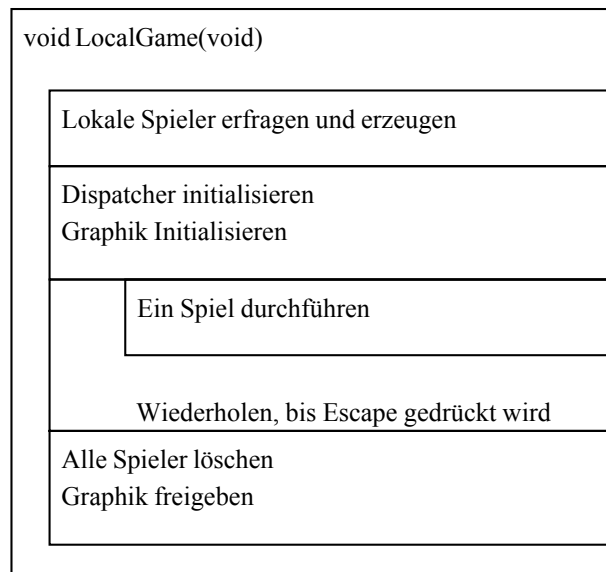 void LocalGame(void)
Lokale Spieler erfragen und erzeugen
Dispatcher initialisieren
Graphik Initialisieren
Ein Spiel durchführen
Wiederholen, bis Escape gedrückt wird
Alle Spieler löschen
Graphik freigeben